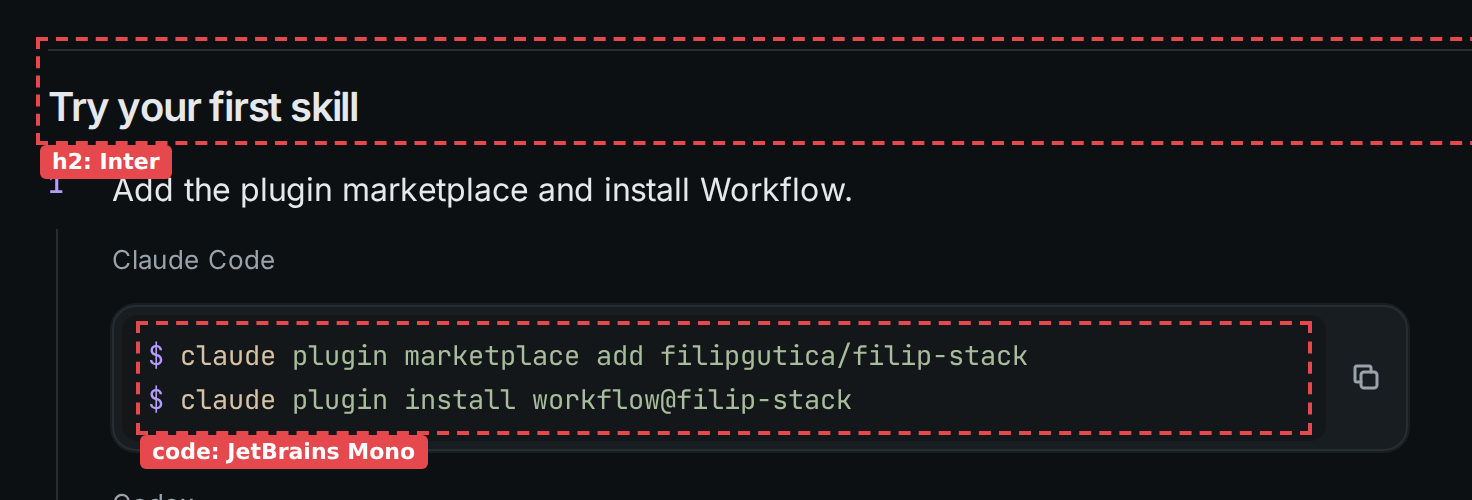 Try your first skill
h2: Inter
1 Add the plugin marketplace and install Workflow.
Claude Code
$ claude plugin marketplace add filipgutica/filip-stack
$ claude plugin install workflow@filip-stack
code: JetBrains Mono